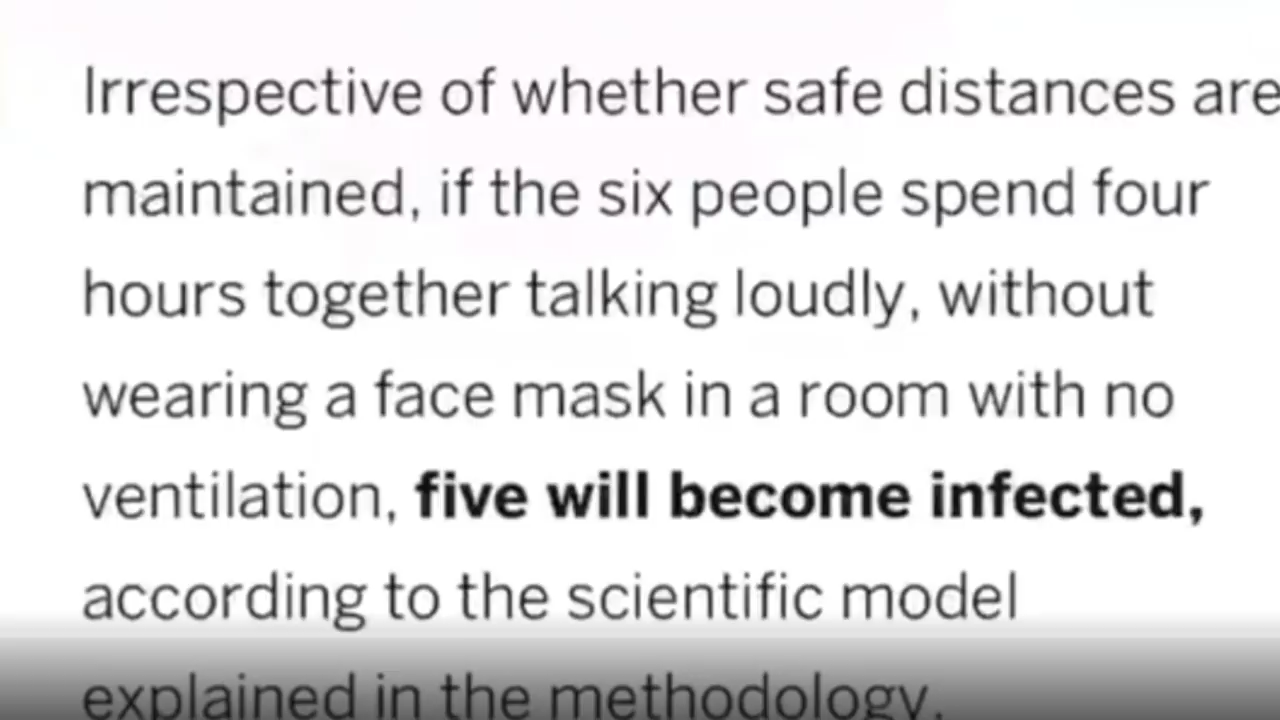 Irrespective of whether safe distances are
maintained, if the six people spend four
hours together talking loudly, without
wearing a face mask in a room with no
ventilation, five will become infected,
according to the scientific model
explained in the methodology.